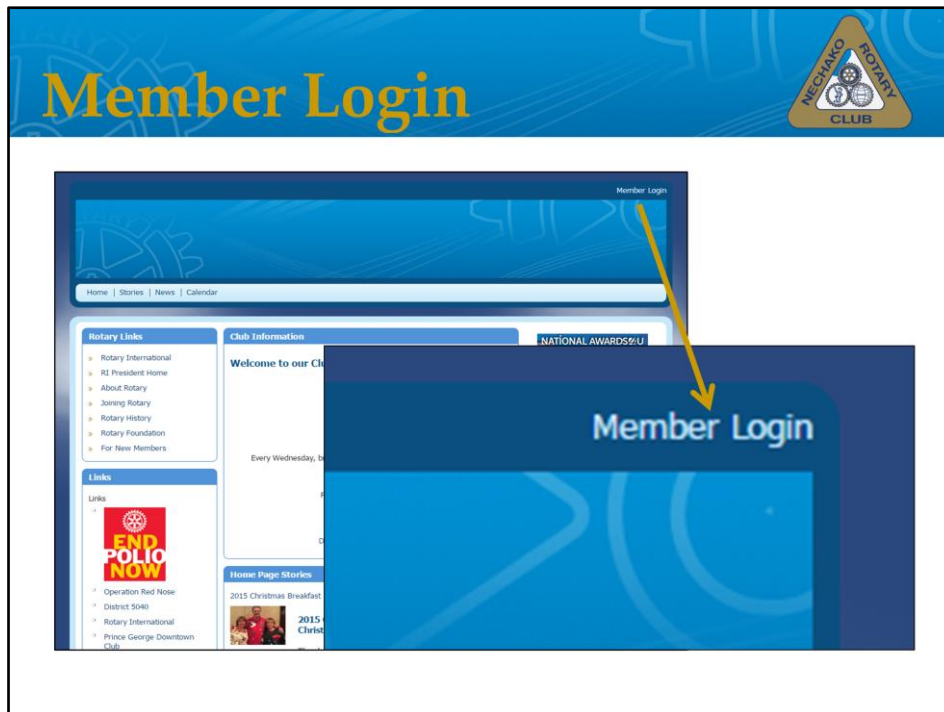 Member Login
NECHAKO ROTARY
CLUB
Member Login
Home | Stories | News | Calendar
Rotary Links
» Rotary International
» RI President Home
» About Rotary
» Joining Rotary
» Rotary History
» Rotary Foundation
» For New Members
Links
Links
END
POLIO
NOW
Operation Red Nose
District 5040
Rotary International
Prince George Downtown
Club
Club Information
Welcome to our
Every Wednesday,
Home Page Stories
2015 Christmas Breakfast
2015
Christ
NATIONAL AWARDS4U
Member Login